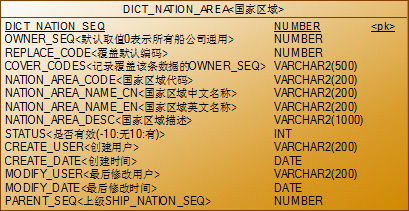 DICT_NATION_AREA<国家区域>
DICT_NATION_SEQ NUMBER <pk>
OWNER_SEQ<默认取值0表示所有船公司通用> NUMBER
REPLACE_CODE<覆盖默认编码> NUMBER
COVER_CODES<记录覆盖该条数据的OWNER_SEQ> VARCHAR2(500)
NATION_AREA_CODE<国家区域代码> VARCHAR2(200)
NATION_AREA_NAME_CN<国家区域中文名称> VARCHAR2(200)
NATION_AREA_NAME_EN<国家区域英文名称> VARCHAR2(200)
NATION_AREA_DESC<国家区域描述> VARCHAR2(1000)
STATUS<是否有效(-10:无10:有)> INT
CREATE_USER<创建用户> VARCHAR2(200)
CREATE_DATE<创建时间> DATE
MODIFY_USER<最后修改用户> VARCHAR2(200)
MODIFY_DATE<最后修改时间> DATE
PARENT_SEQ<上级SHIP_NATION_SEQ> NUMBER